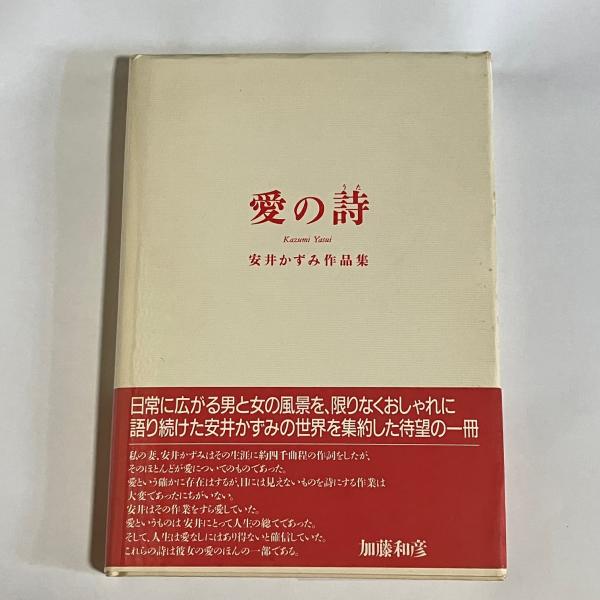 愛の詩
うた
Kazumi Yasui
安井かずみ作品集
日常に広がる男と女の風景を、限りなくおしゃれに
語り続けた安井かずみの世界を集約した待望の一冊
私の妻、安井かずみはその生涯に約四千曲程の作詞をしたが、
そのほとんどが愛についてのものであった。
愛という確かに存在はするが、目には見えないものを詩にする作業は
大変であったにちがいない。
安井はその作業をすら愛していた。
愛というものは安井にとって人生の総てであった。
そして、人生は愛なしにはあり得ないと確信していた。
これらの詩は彼女の愛のほんの一部である。
加藤和彦